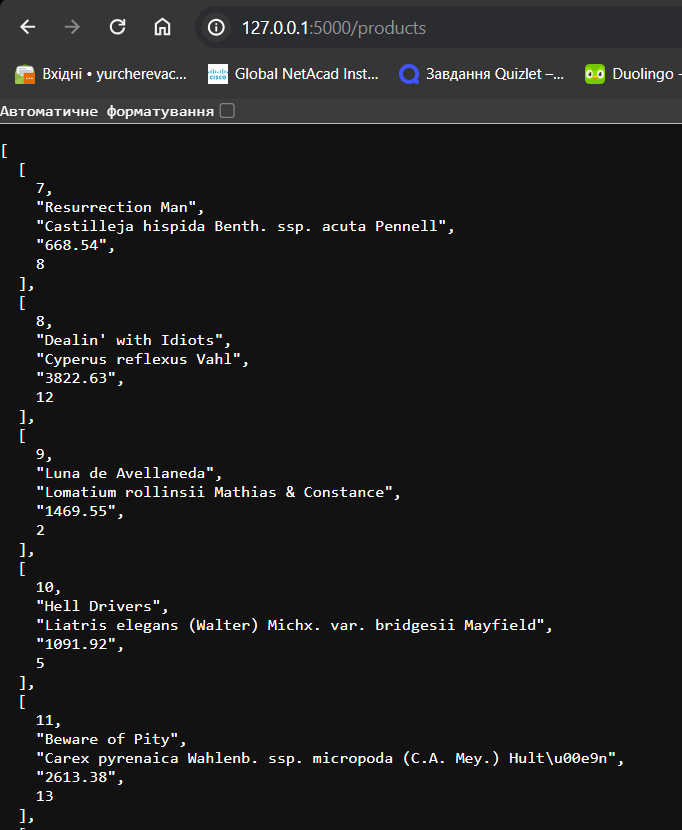 127.0.0.1:5000/products
Вхідні • yurcherevac...
Global NetAcad Inst...
Завдання Quizlet –...
Duolingo -
Автоматичне форматування
[
  [
    7,
    "Resurrection Man",
    "Castilleja hispida Benth. ssp. acuta Pennell",
    "668.54",
    8
  ],
  [
    8,
    "Dealin' with Idiots",
    "Cyperus reflexus Vahl",
    "3822.63",
    12
  ],
  [
    9,
    "Luna de Avellaneda",
    "Lomatium rollinsii Mathias & Constance",
    "1469.55",
    2
  ],
  [
    10,
    "Hell Drivers",
    "Liatris elegans (Walter) Michx. var. bridgesii Mayfield",
    "1091.92",
    5
  ],
  [
    11,
    "Beware of Pity",
    "Carex pyrenaica Wahlenb. ssp. micropoda (C.A. Mey.) Hult\u00e9n",
    "2613.38",
    13
  ],